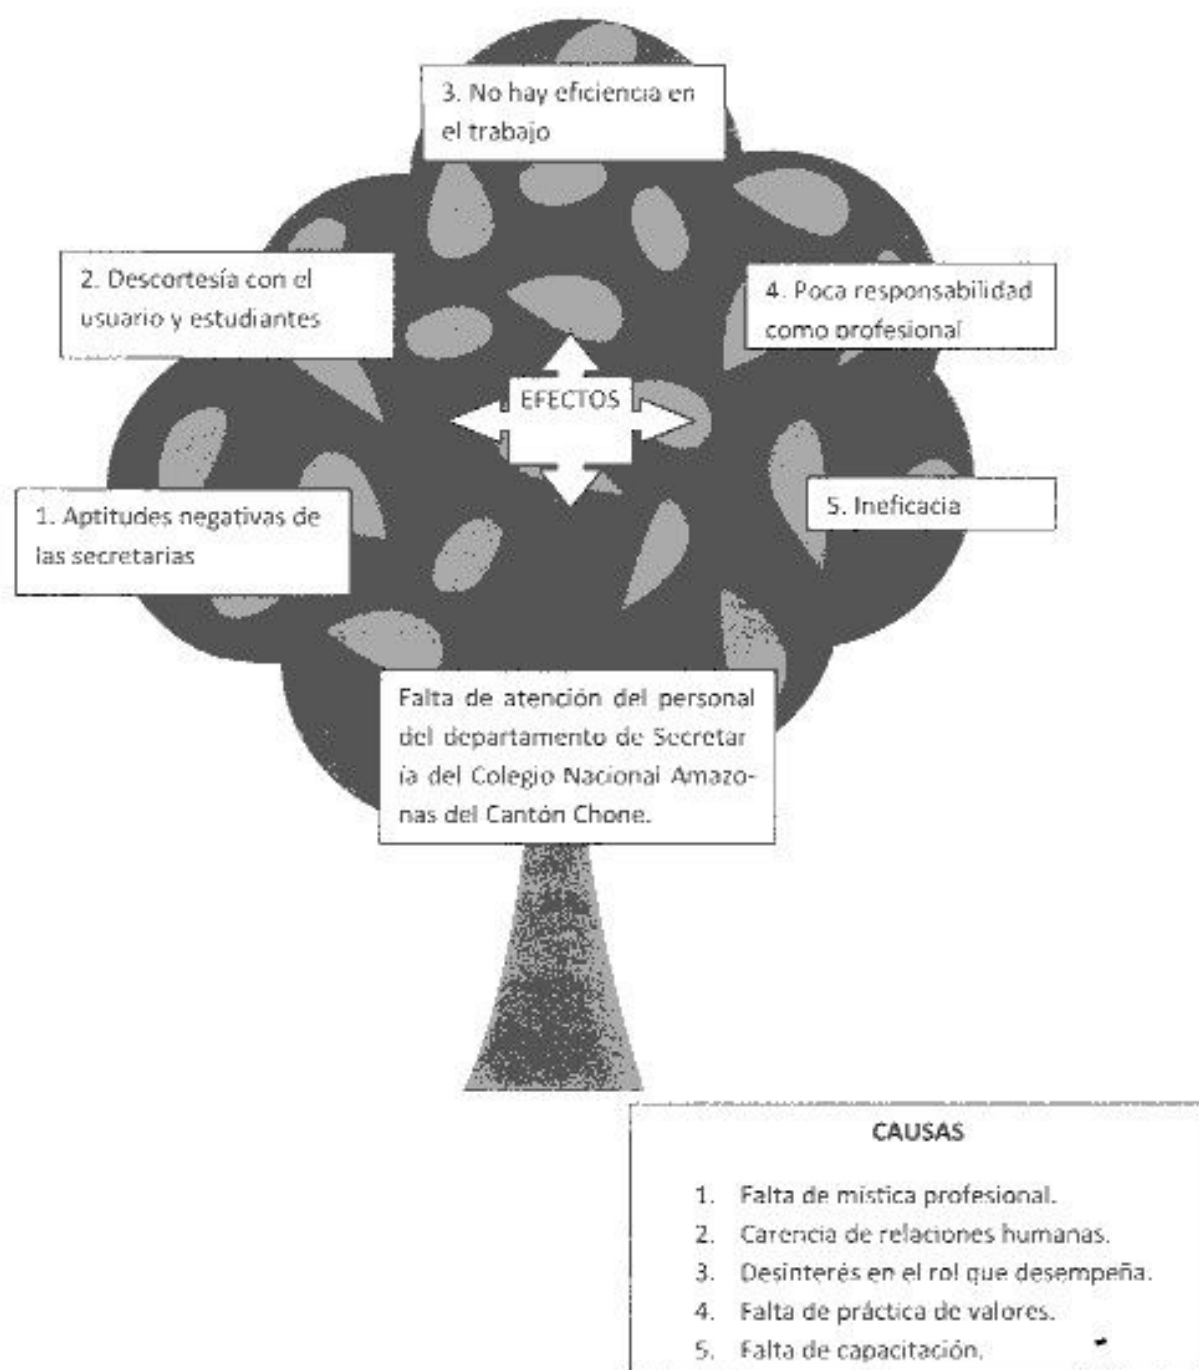 3. No hay eficiencia en
el trabajo
2. Descortesía con el
usuario y estudiantes
4. Poca responsabilidad
como profesional
EFECTOS
1. Aptitudes negativas de
las secretarias
5. Ineficacia
Falta de atención del personal
del departamento de Secretar
ía del Colegio Nacional Amazo-
nas del Cantón Chone.
CAUSAS
1. Falta de mística profesional.
2. Carencia de relaciones humanas.
3. Desinterés en el rol que desempeña.
4. Falta de práctica de valores.
5. Falta de capacitación.